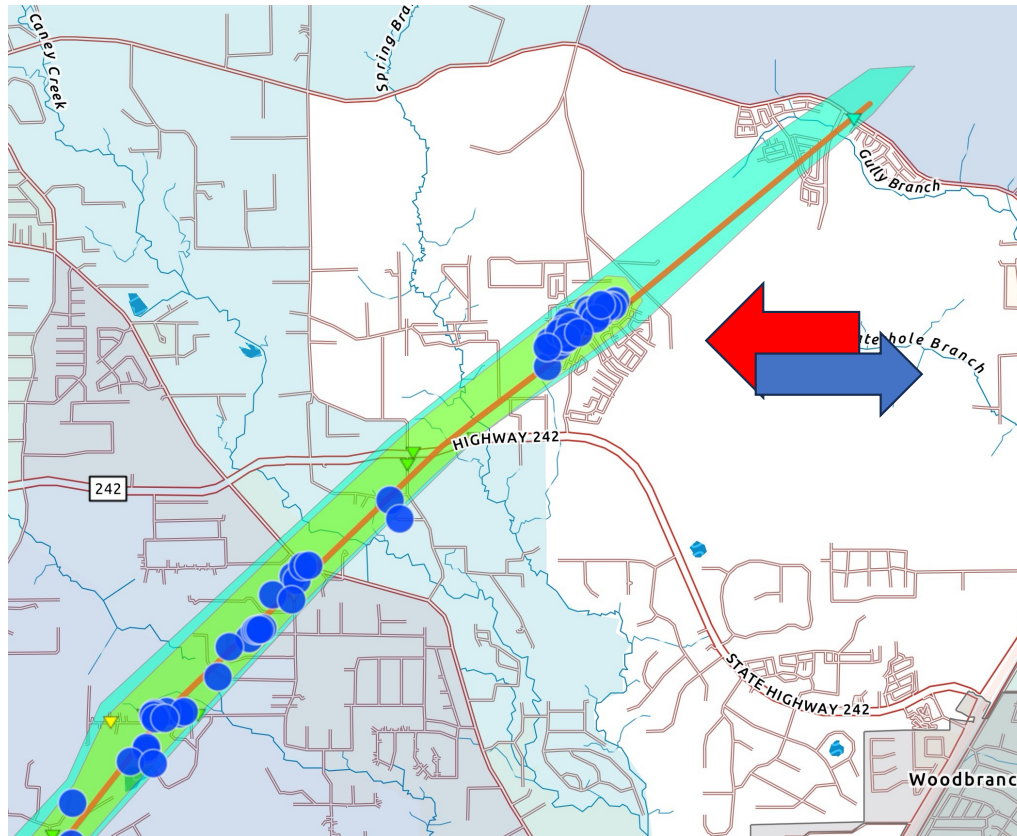 Caney Creek
Spring Bra
Gully Branch
hole Branch
HIGHWAY 242
242
STATE HIGHWAY 242
Woodbranc